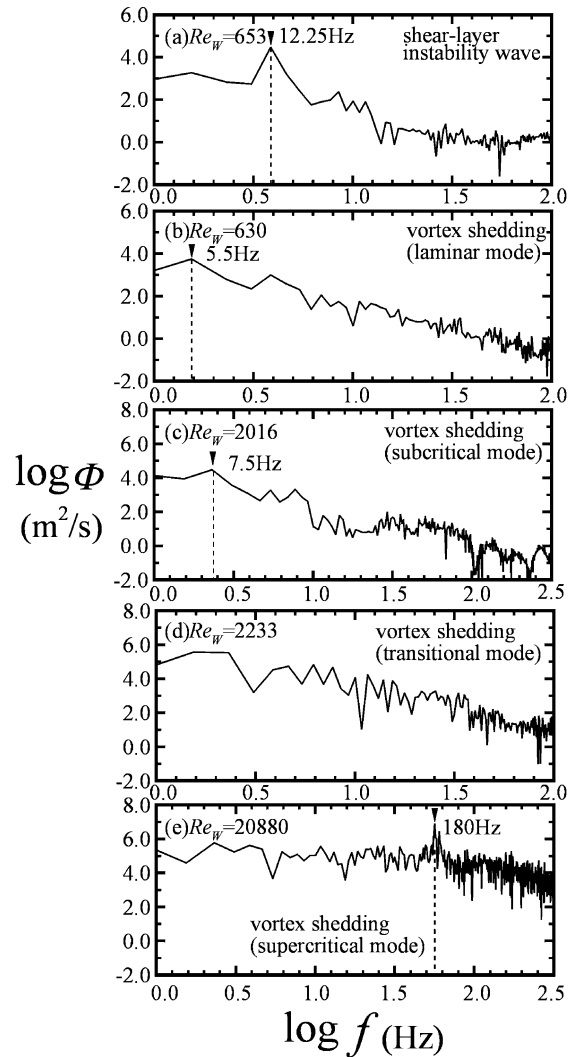 6.0
(a)ReW=653 12.25Hz shear-layer
instability wave
4.0
2.0
0.0
-2.0
0.0 0.5 1.0 1.5 2.0
6.0
(b)ReW=630 vortex shedding
5.5Hz (laminar mode)
4.0
2.0
0.0
-2.0
0.0 0.5 1.0 1.5 2.0
8.0
(c)ReW=2016 vortex shedding
7.5Hz (subcritical mode)
6.0
4.0
2.0
0.0
-2.0
0.0 0.5 1.0 1.5 2.0 2.5
log Φ
(m²/s)
8.0
(d)ReW=2233 vortex shedding
(transitional mode)
6.0
4.0
2.0
0.0
-2.0
0.0 0.5 1.0 1.5 2.0
8.0
(e)ReW=20880 180Hz
6.0
4.0
2.0
vortex shedding
(supercritical mode)
0.0
-2.0
0.0 0.5 1.0 1.5 2.0 2.5
log f (Hz)